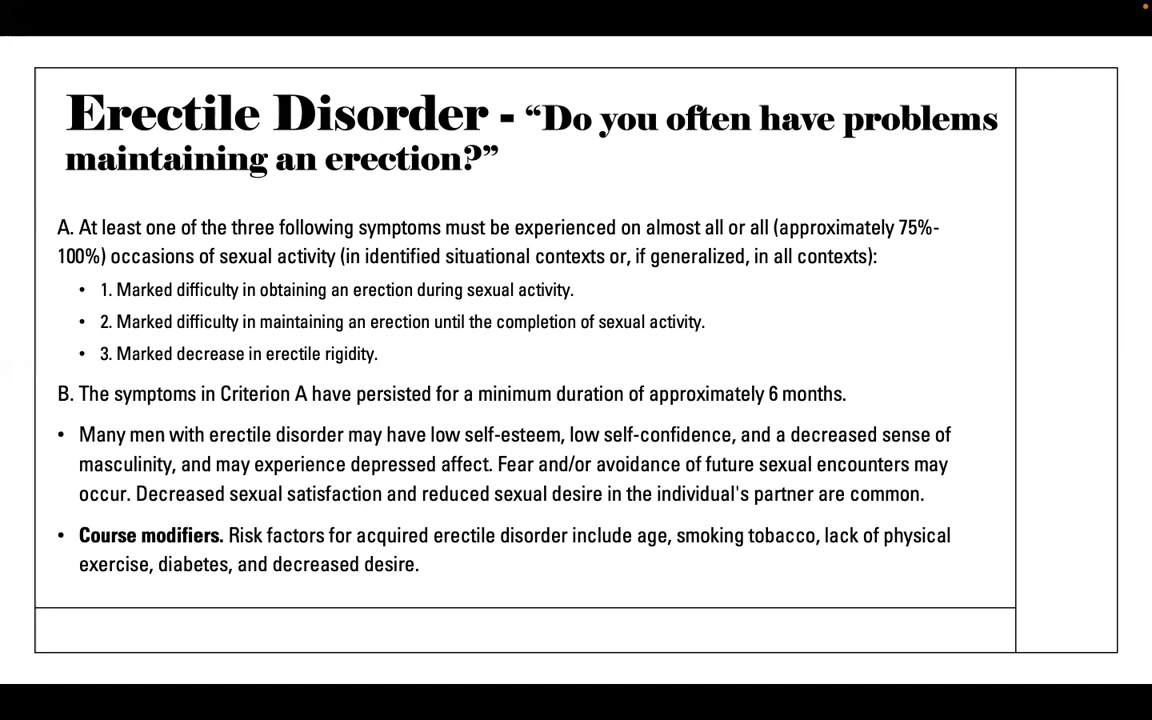 Erectile Disorder - “Do you often have problems
maintaining an erection?”
A. At least one of the three following symptoms must be experienced on almost all or all (approximately 75%-
100%) occasions of sexual activity (in identified situational contexts or, if generalized, in all contexts):
• 1. Marked difficulty in obtaining an erection during sexual activity.
• 2. Marked difficulty in maintaining an erection until the completion of sexual activity.
• 3. Marked decrease in erectile rigidity.
B. The symptoms in Criterion A have persisted for a minimum duration of approximately 6 months.
• Many men with erectile disorder may have low self-esteem, low self-confidence, and a decreased sense of
masculinity, and may experience depressed affect. Fear and/or avoidance of future sexual encounters may
occur. Decreased sexual satisfaction and reduced sexual desire in the individual's partner are common.
• Course modifiers. Risk factors for acquired erectile disorder include age, smoking tobacco, lack of physical
exercise, diabetes, and decreased desire.